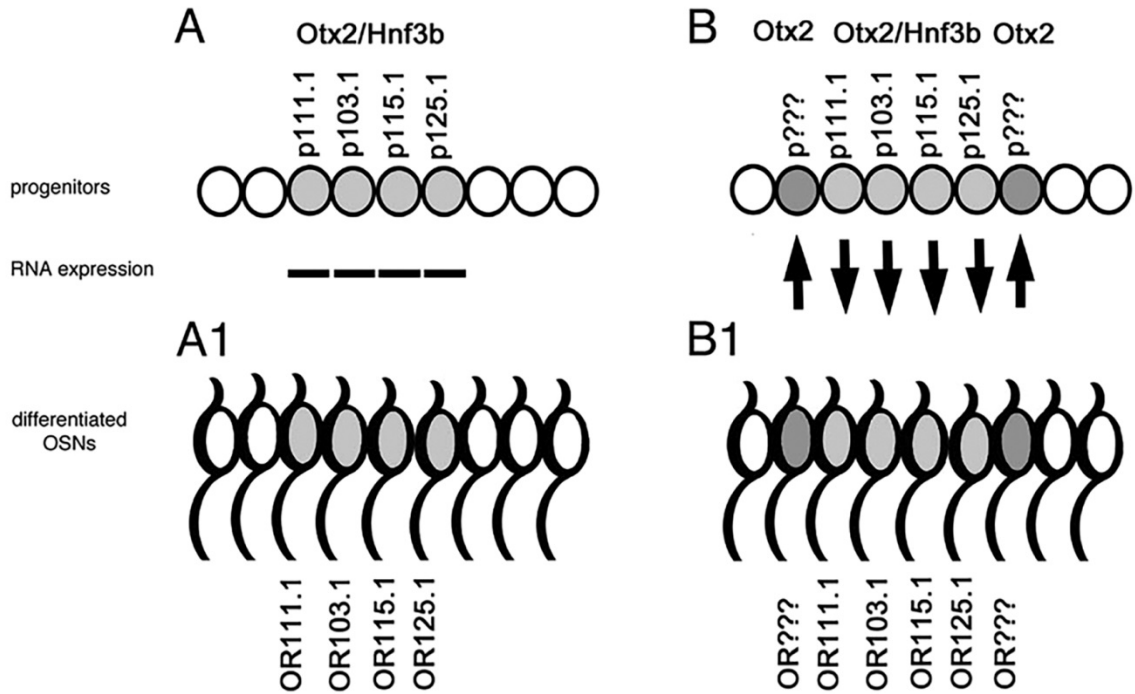 A
Otx2/Hnf3b
p111.1
p103.1
p115.1
p125.1
B
Otx2
Otx2/Hnf3b
Otx2
p???
p111.1
p103.1
p115.1
p125.1
p???
progenitors
RNA expression
A1
B1
differentiated
OSNs
OR111.1
OR103.1
OR115.1
OR125.1
OR???
OR111.1
OR103.1
OR115.1
OR125.1
OR???